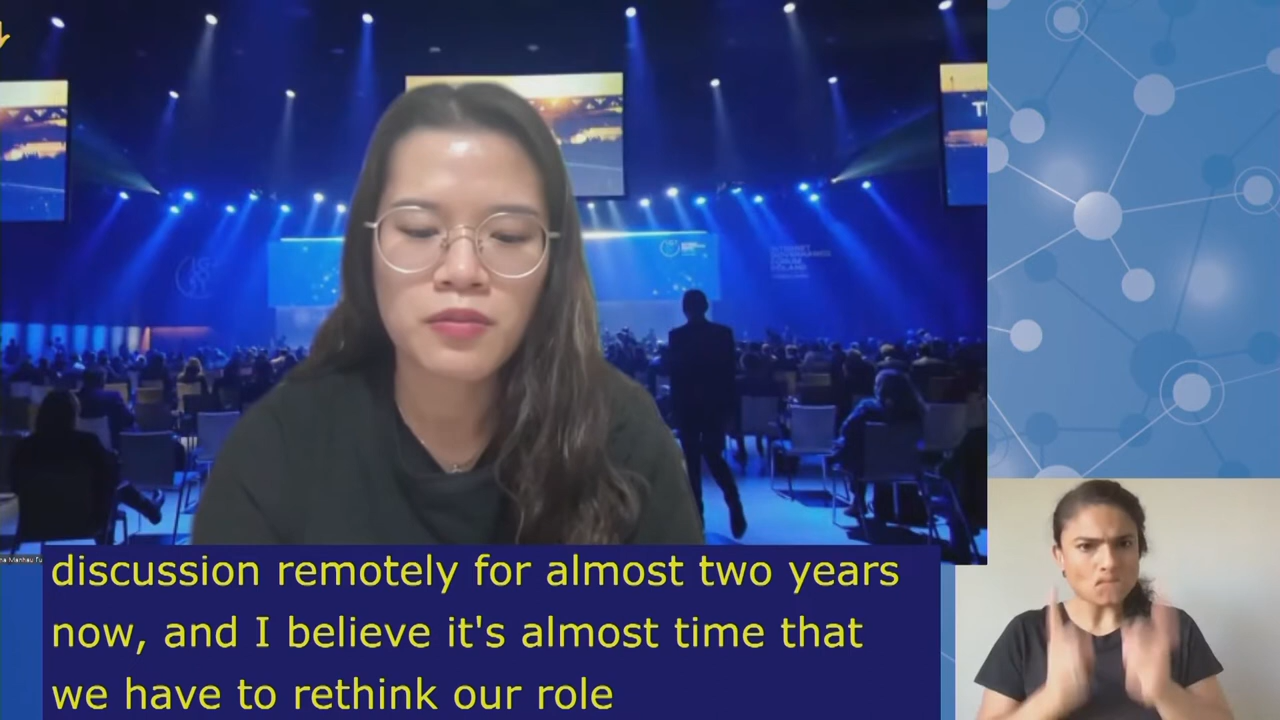 discussion remotely for almost two years
now, and I believe it's almost time that
we have to rethink our role